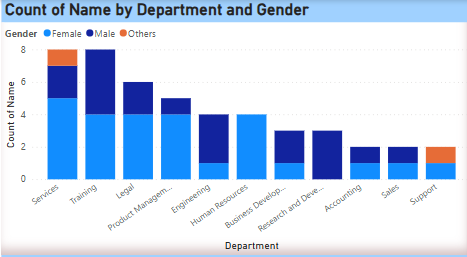 Count of Name by Department and Gender
Gender Female Male Others
8
6
4
2
0
Count of Name
Services
Training
Legal
Product Managem...
Engineering
Human Resources
Business Develop...
Research and Deve...
Accounting
Sales
Support
Department